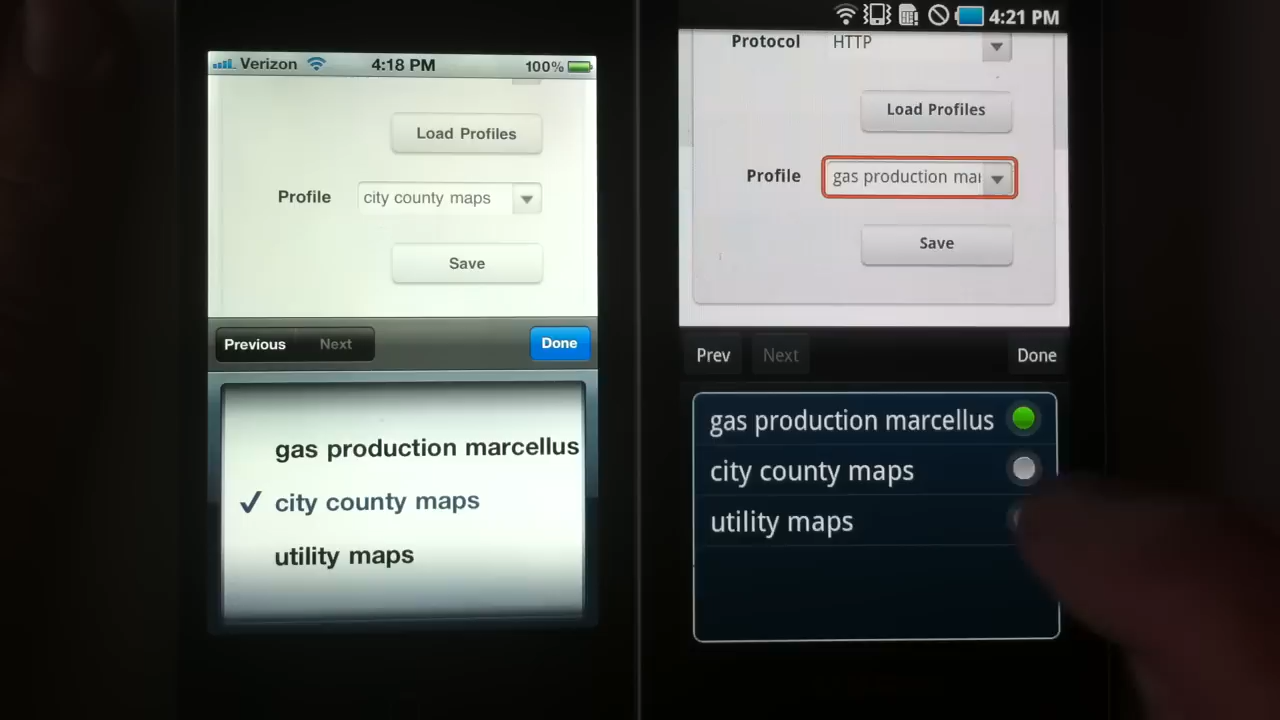 Verizon 4:18 PM 100%
Load Profiles
Profile city county maps
Save
Previous Next Done
gas production marcellus
✓ city county maps
utility maps
4:21 PM
Protocol HTTP
Load Profiles
Profile gas production mar
Save
Prev Next Done
gas production marcellus
city county maps
utility maps